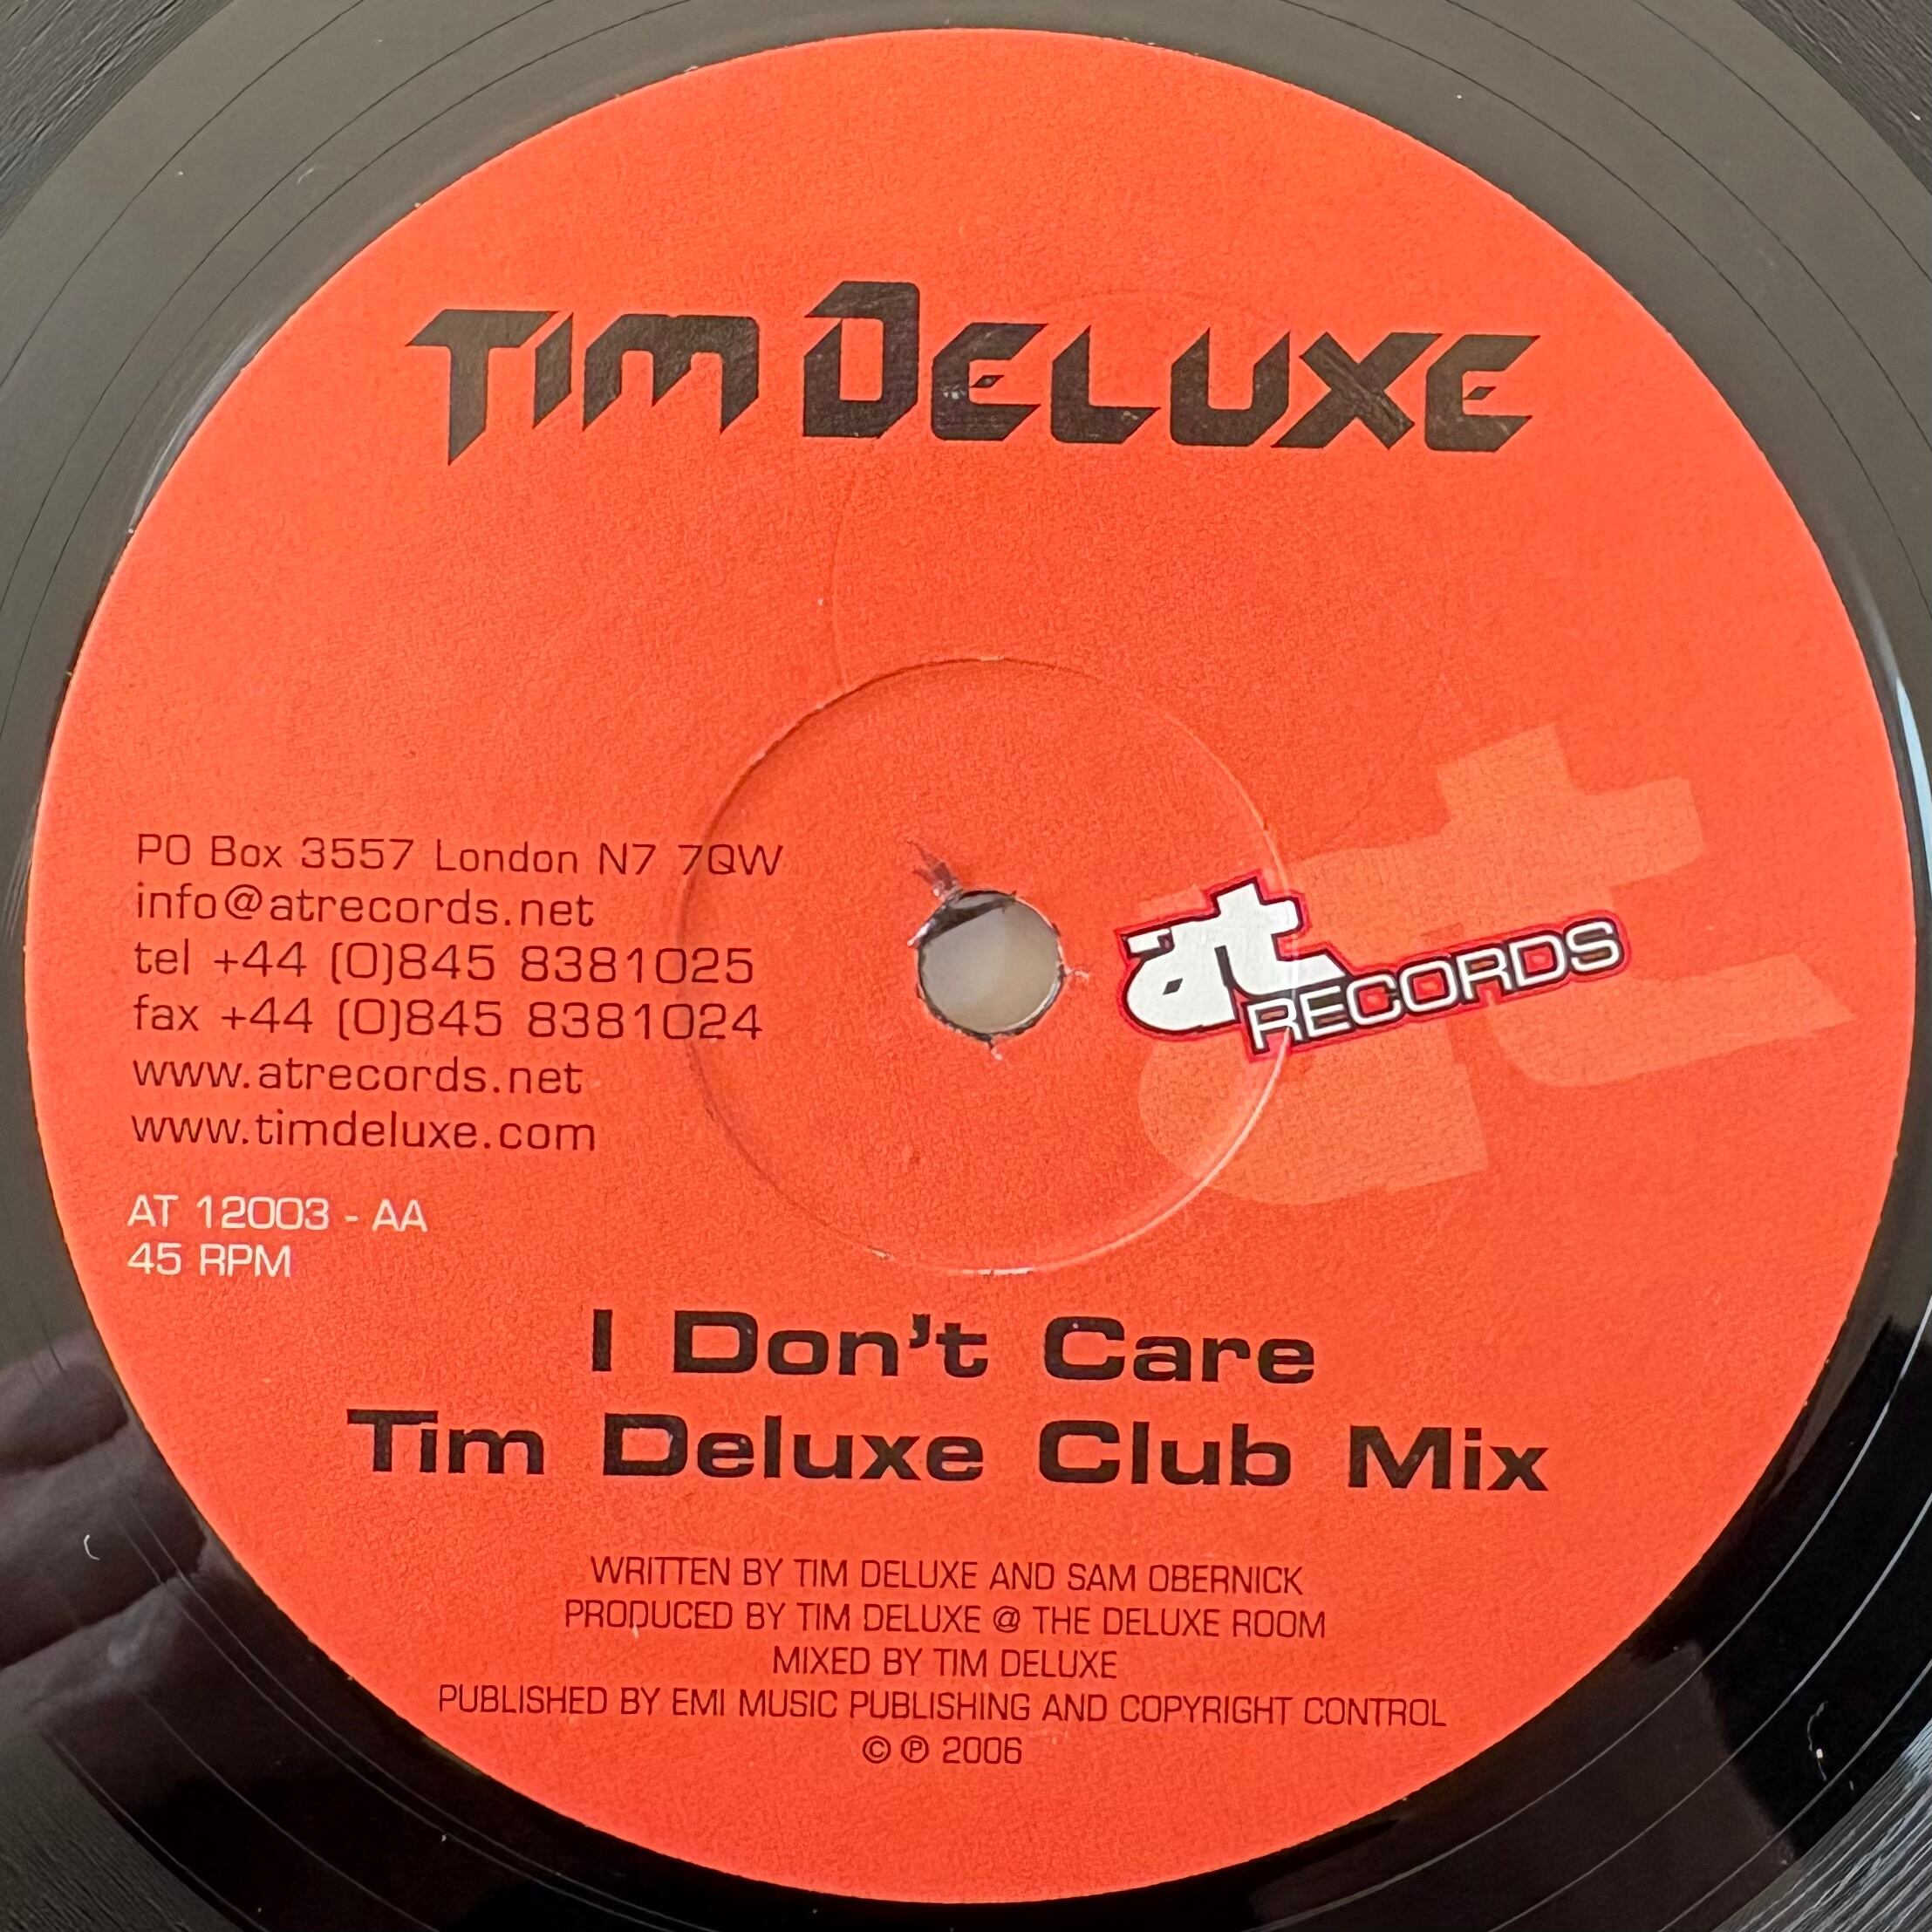 TIM DELUXE
PO Box 3557 London N7 7QW
info@atrecords.net
tel +44 (0)845 8381025
fax +44 (0)845 8381024
www.atrecords.net
www.timdeluxe.com
at
at
RECORDS
AT 12003 - AA
45 RPM
I Don't Care
Tim Deluxe Club Mix
WRITTEN BY TIM DELUXE AND SAM OBERNICK
PRODUCED BY TIM DELUXE @ THE DELUXE ROOM
MIXED BY TIM DELUXE
PUBLISHED BY EMI MUSIC PUBLISHING AND COPYRIGHT CONTROL
© ℗ 2006